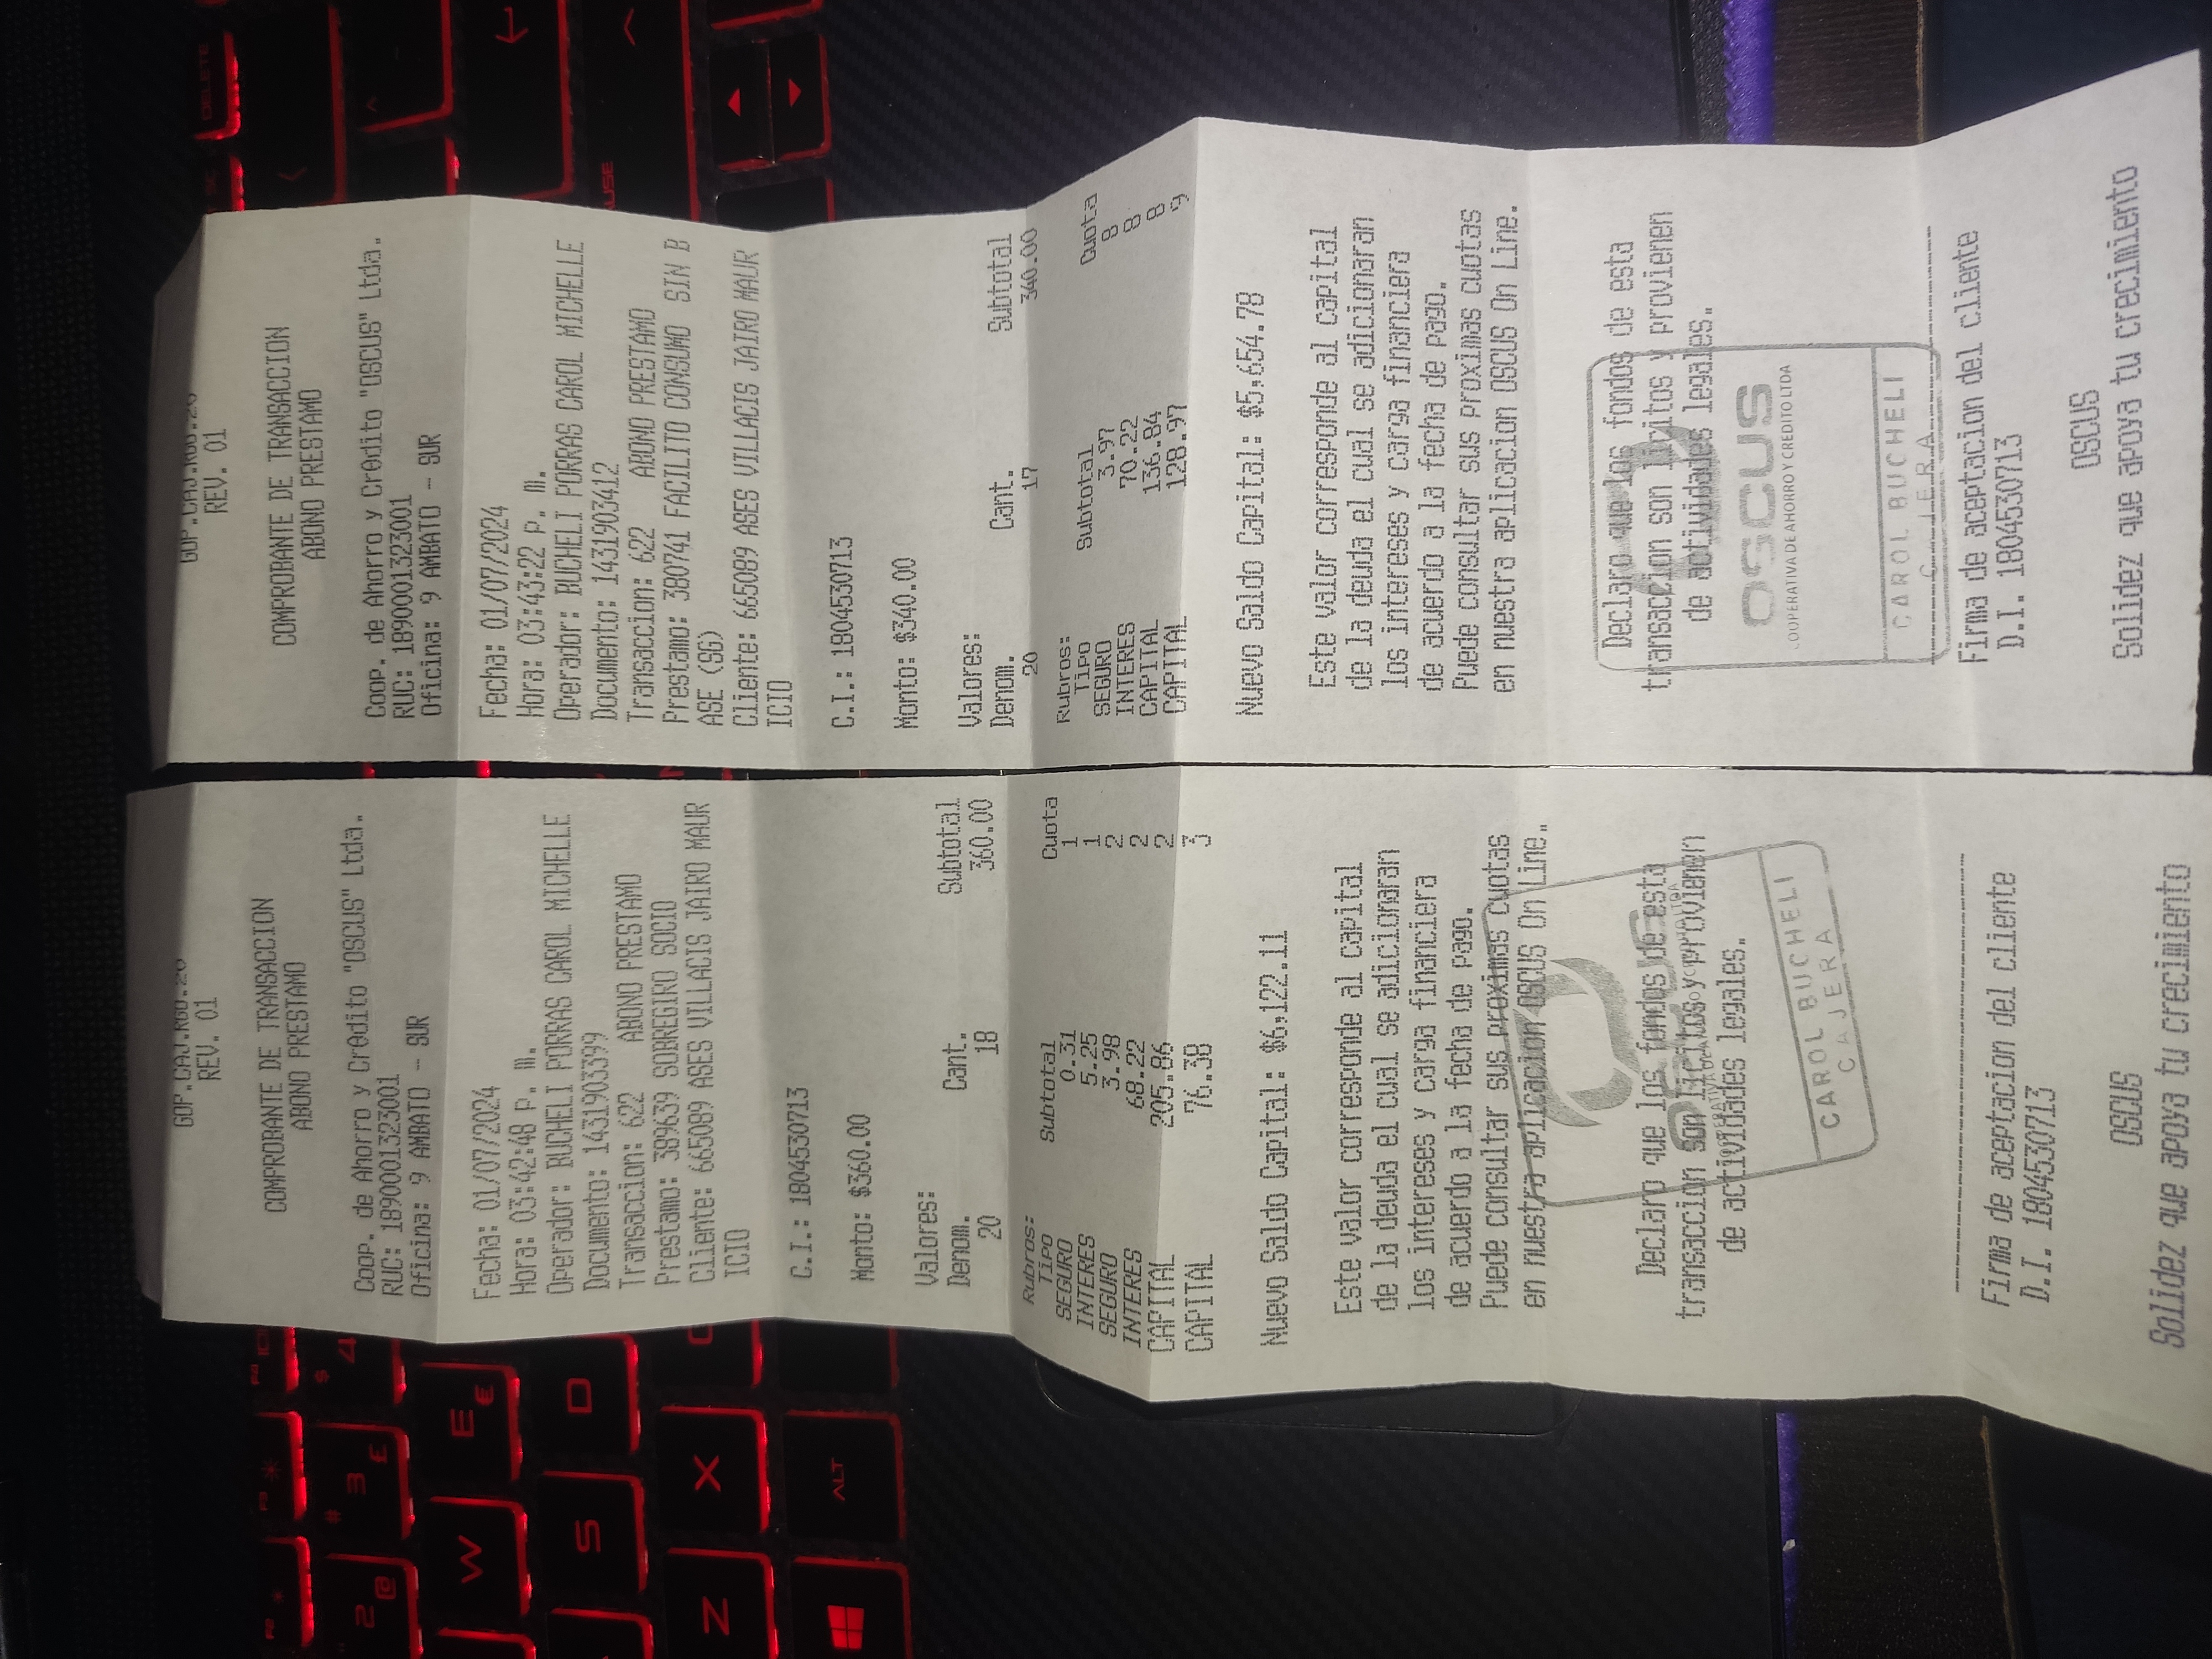 GOP.CAJ.RGO.26
REV. 01
COMPROBANTE DE TRANSACCION
ABONO PRESTAMO
Coop. de Ahorro y Crédito "OSCUS" Ltda.
RUC: 1890001323001
Oficina: 9 AMBATO - SUR
Fecha: 01/07/2024
Hora: 03:42:48 p. m.
Operador: BUCHELI PORRAS CAROL MICHELLE
Documento: 1431903399
Transaccion: 622 ABONO PRESTAMO
Prestamo: 389639 SOBREGIRO SOCIO
Cliente: 665089 ASES VILLACIS JAIRO MAUR
ICIO
C.I.: 1804530713
Monto: $360.00
Valores:
Denom. Cant. Subtotal
20 18 360.00
Rubros:
Tipo Subtotal Cuota
SEGURO 0.31 1
INTERES 5.25 1
SEGURO 3.98 2
INTERES 68.22 2
CAPITAL 205.86 2
CAPITAL 76.38 3
Nuevo Saldo Capital: $6,122.11
Este valor corresponde al capital
de la deuda el cual se adicionaran
los intereses y carga financiera
de acuerdo a la fecha de pago.
Puede consultar sus proximas cuotas
en nuestra aplicacion OSCUS On Line.
Declaro que los fondos de esta
transaccion son licitos y provienen
de actividades legales.
OSCUS
COOPERATIVA DE AHORRO Y CREDITO LTDA
CAROL BUCHELI
CAJERA
Firma de aceptacion del cliente
D.I. 1804530713
OSCUS
Solidez que apoya tu crecimiento
GOP.CAJ.RGO.26
REV. 01
COMPROBANTE DE TRANSACCION
ABONO PRESTAMO
Coop. de Ahorro y Crédito "OSCUS" Ltda.
RUC: 1890001323001
Oficina: 9 AMBATO - SUR
Fecha: 01/07/2024
Hora: 03:43:22 p. m.
Operador: BUCHELI PORRAS CAROL MICHELLE
Documento: 1431903412
Transaccion: 622 ABONO PRESTAMO
Prestamo: 380741 FACILITO CONSUMO SIN B
ASE (SG)
Cliente: 665089 ASES VILLACIS JAIRO MAUR
ICIO
C.I.: 1804530713
Monto: $340.00
Valores:
Denom. Cant. Subtotal
20 17 340.00
Rubros:
Tipo Subtotal Cuota
SEGURO 3.97 8
INTERES 70.22 8
CAPITAL 136.84 8
CAPITAL 128.97 9
Nuevo Saldo Capital: $5,654.78
Este valor corresponde al capital
de la deuda el cual se adicionaran
los intereses y carga financiera
de acuerdo a la fecha de pago.
Puede consultar sus proximas cuotas
en nuestra aplicacion OSCUS On Line.
Declaro que los fondos de esta
transaccion son licitos y provienen
de actividades legales.
OSCUS
COOPERATIVA DE AHORRO Y CREDITO LTDA
CAROL BUCHELI
CAJERA
Firma de aceptacion del cliente
D.I. 1804530713
OSCUS
Solidez que apoya tu crecimiento
2 @
# 3 £
$ 4
W
E €
S
D
Z
X
ALT
DELETE